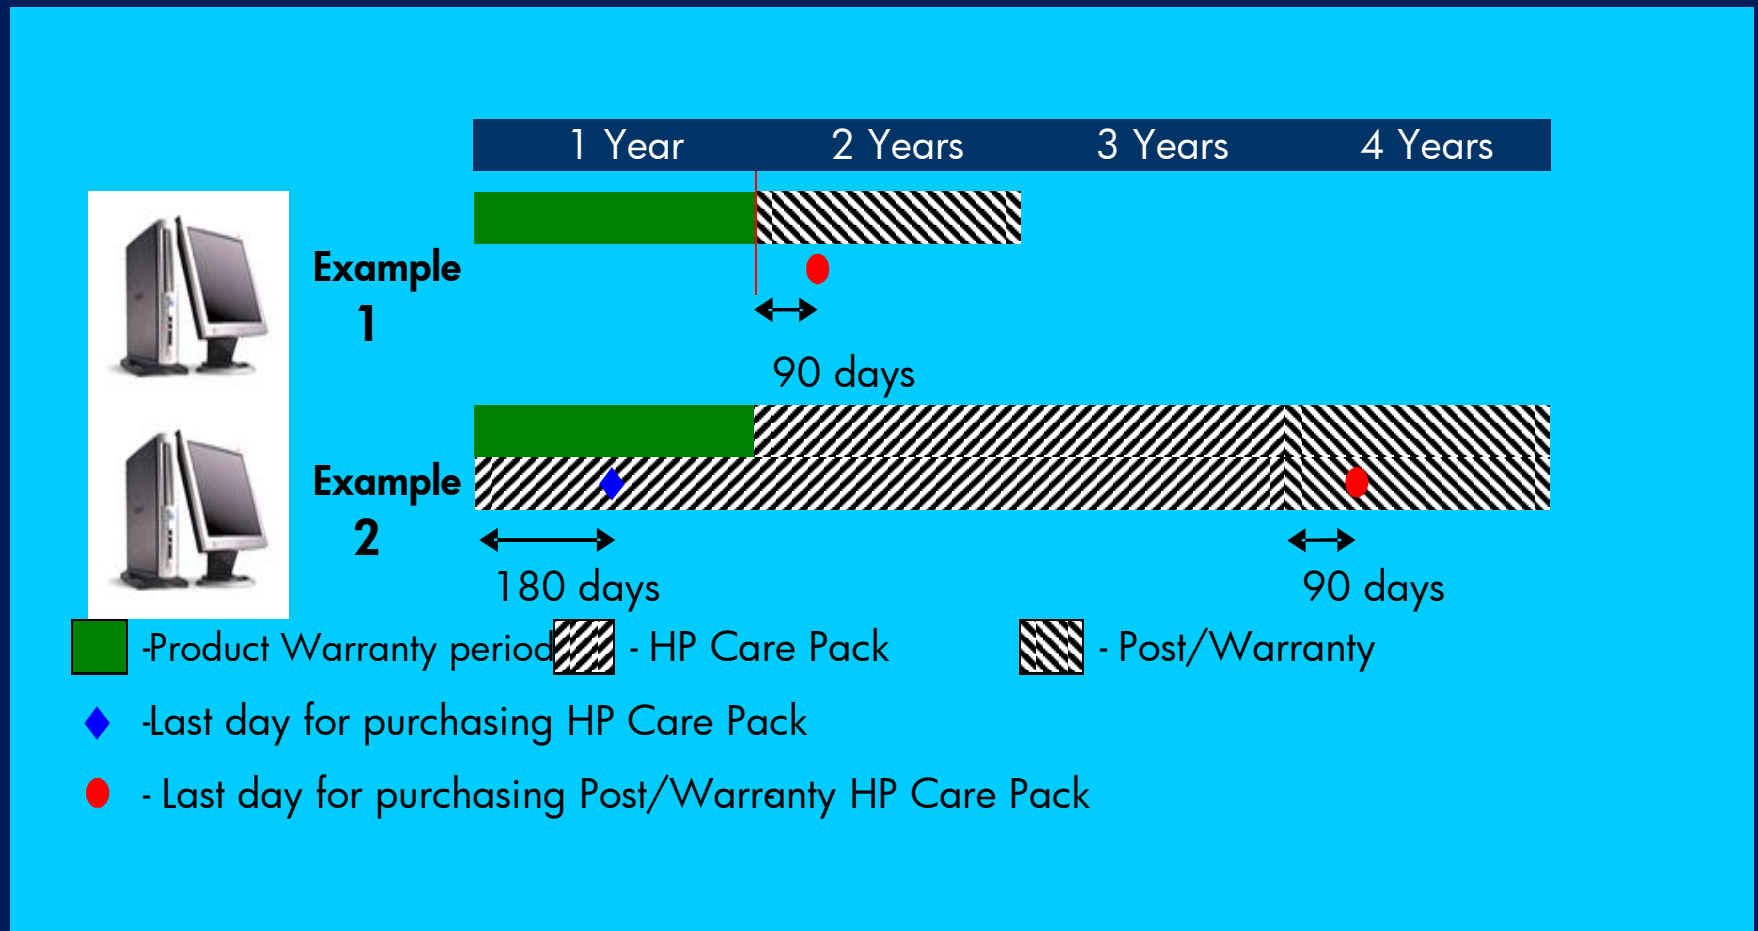 1 Year 2 Years 3 Years 4 Years
Example
1
90 days
Example
2
180 days 90 days
-Product Warranty period - HP Care Pack - Post/Warranty
-Last day for purchasing HP Care Pack
- Last day for purchasing Post/Warranty HP Care Pack